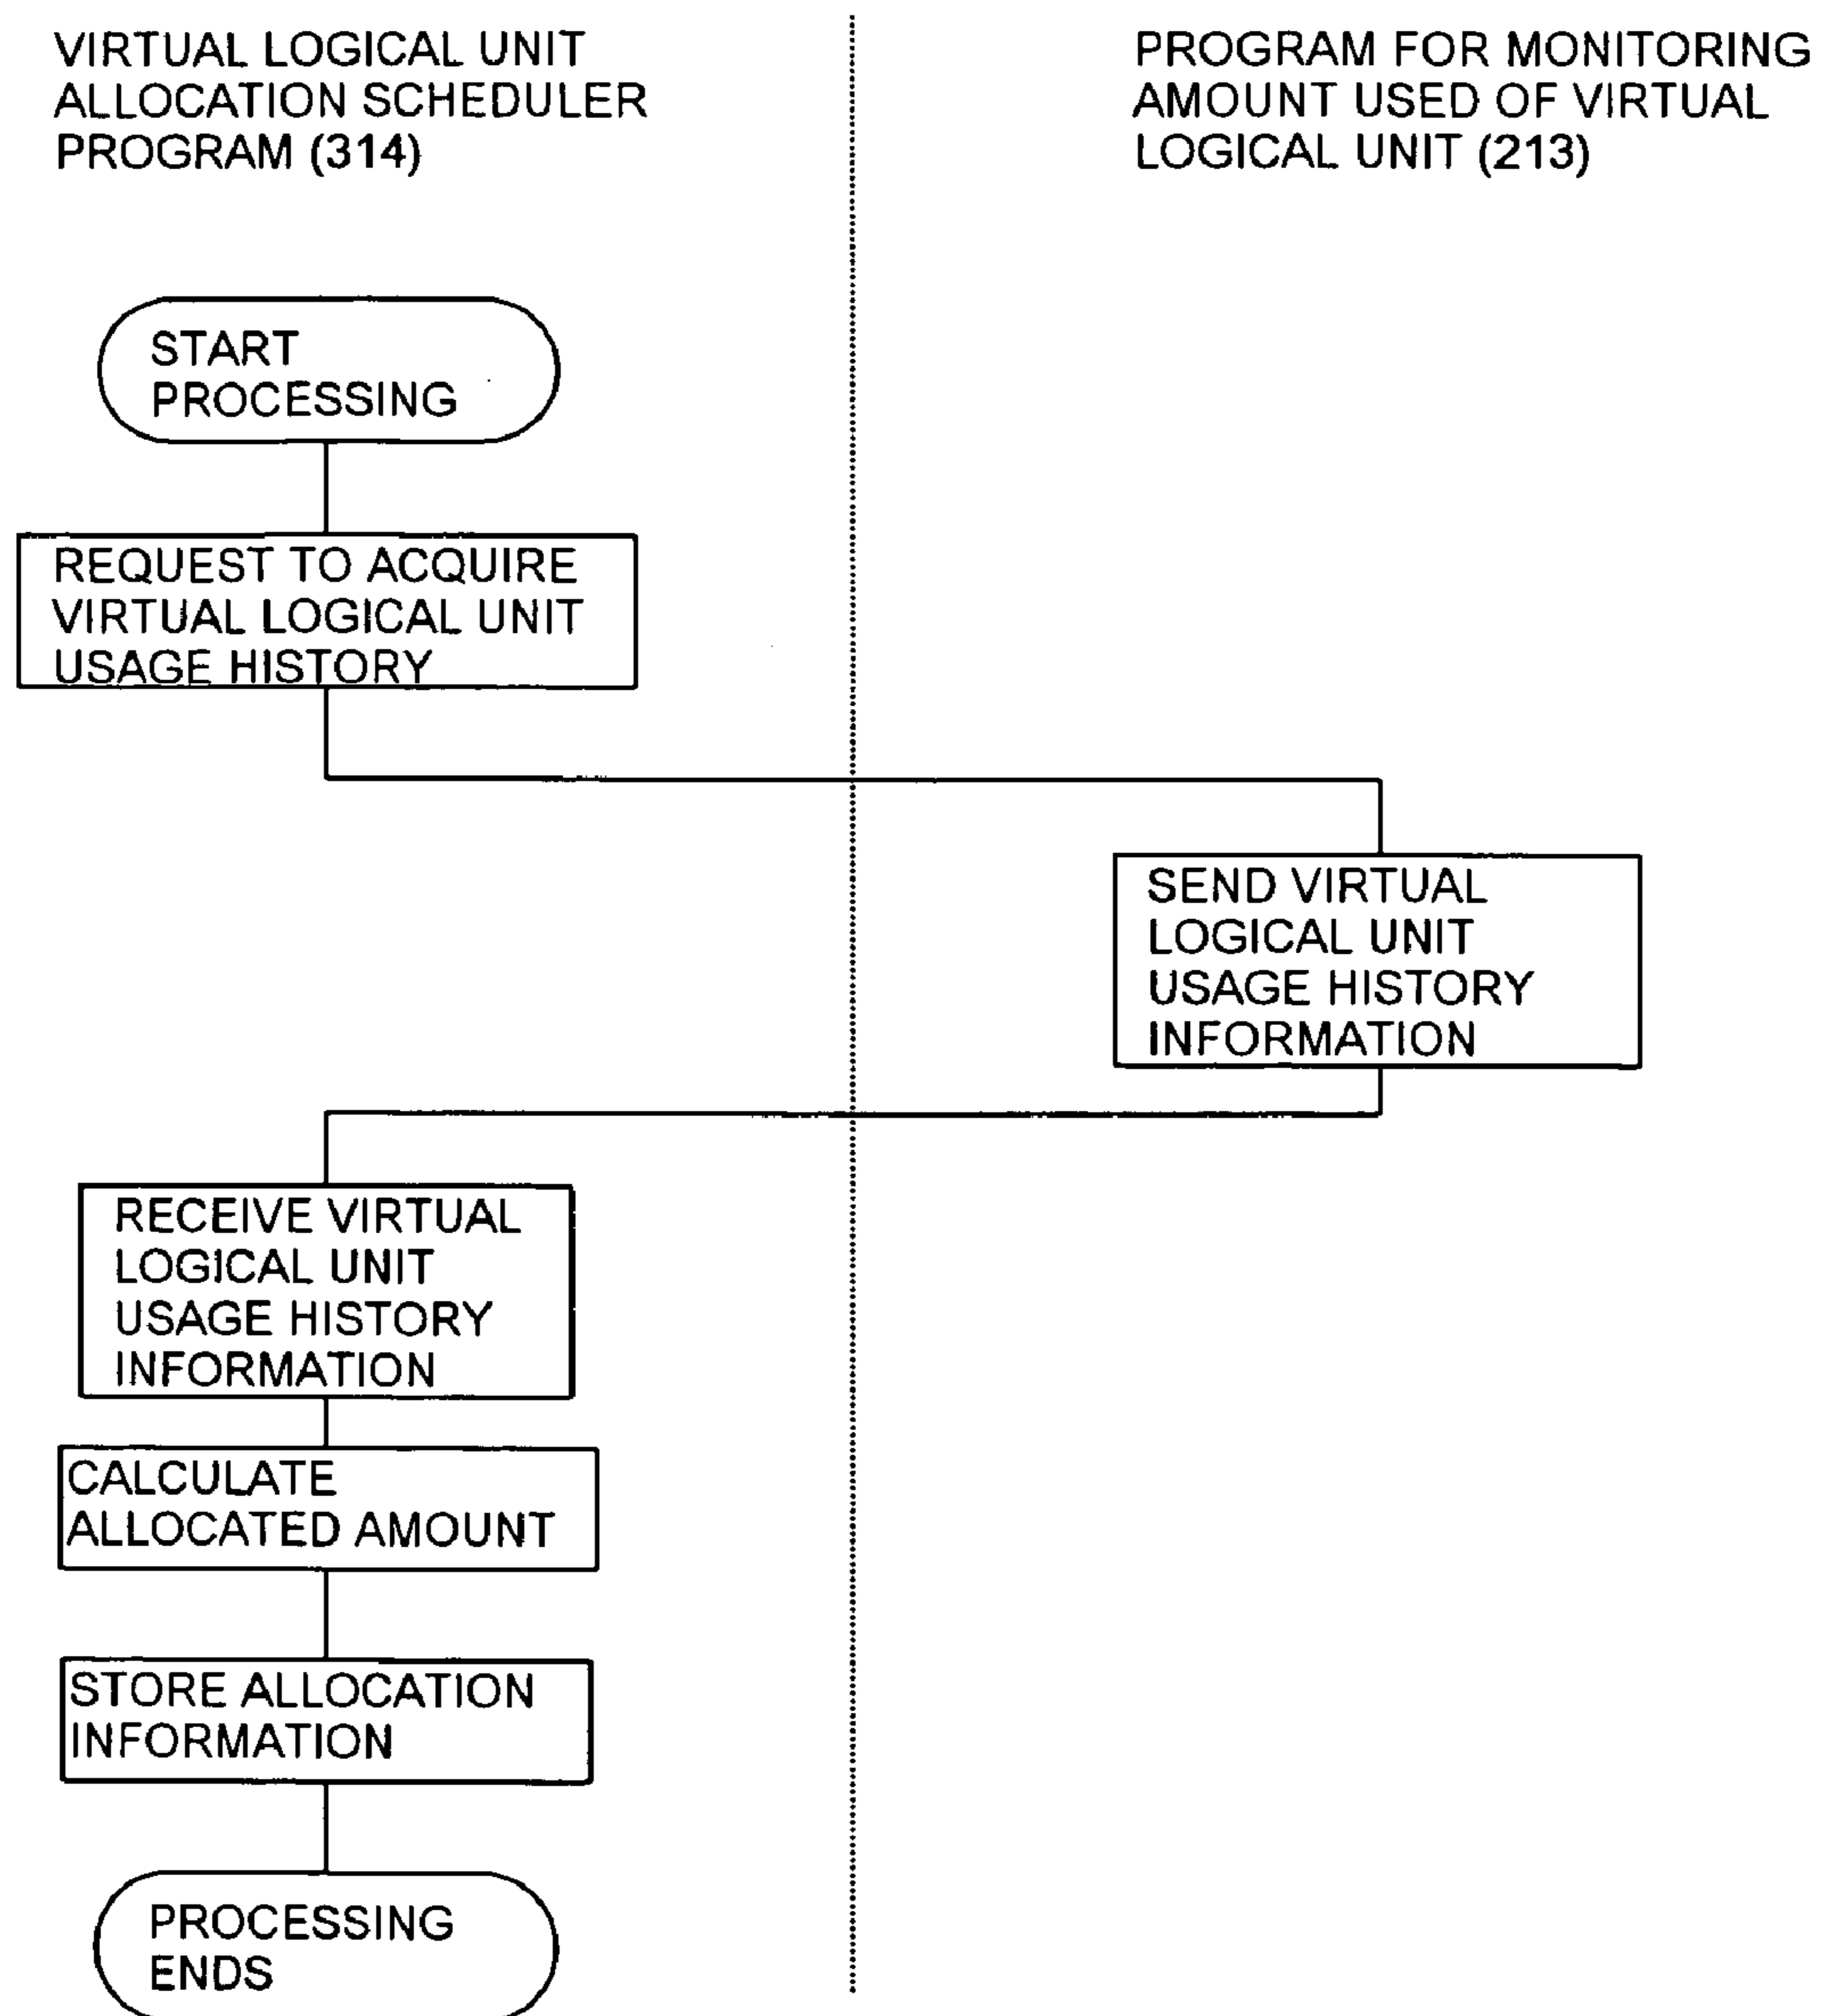 VIRTUAL LOGICAL UNIT
ALLOCATION SCHEDULER
PROGRAM (314)
PROGRAM FOR MONITORING
AMOUNT USED OF VIRTUAL
LOGICAL UNIT (213)
START
PROCESSING
REQUEST TO ACQUIRE
VIRTUAL LOGICAL UNIT
USAGE HISTORY
SEND VIRTUAL
LOGICAL UNIT
USAGE HISTORY
INFORMATION
RECEIVE VIRTUAL
LOGICAL UNIT
USAGE HISTORY
INFORMATION
CALCULATE
ALLOCATED AMOUNT
STORE ALLOCATION
INFORMATION
PROCESSING
ENDS